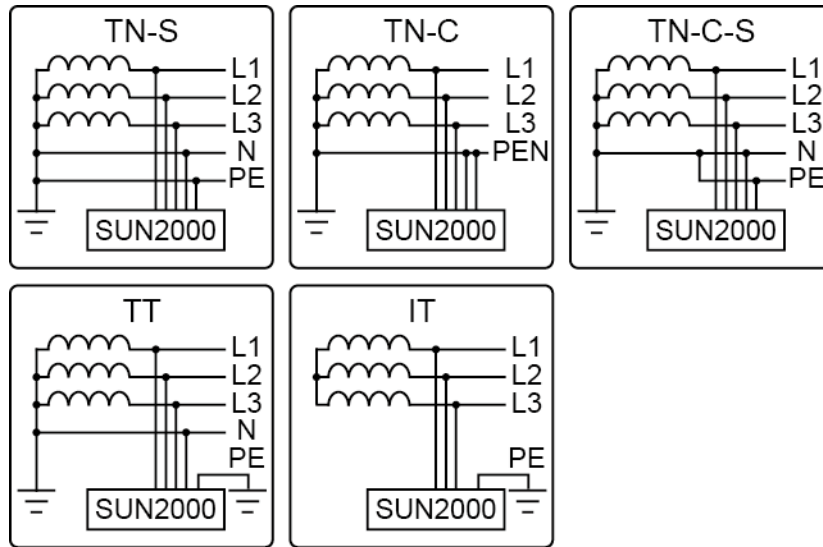 TN-S
L1
L2
L3
N
PE
SUN2000
TN-C
L1
L2
L3
PEN
SUN2000
TN-C-S
L1
L2
L3
N
PE
SUN2000
TT
L1
L2
L3
N
PE
SUN2000
IT
L1
L2
L3
PE
SUN2000